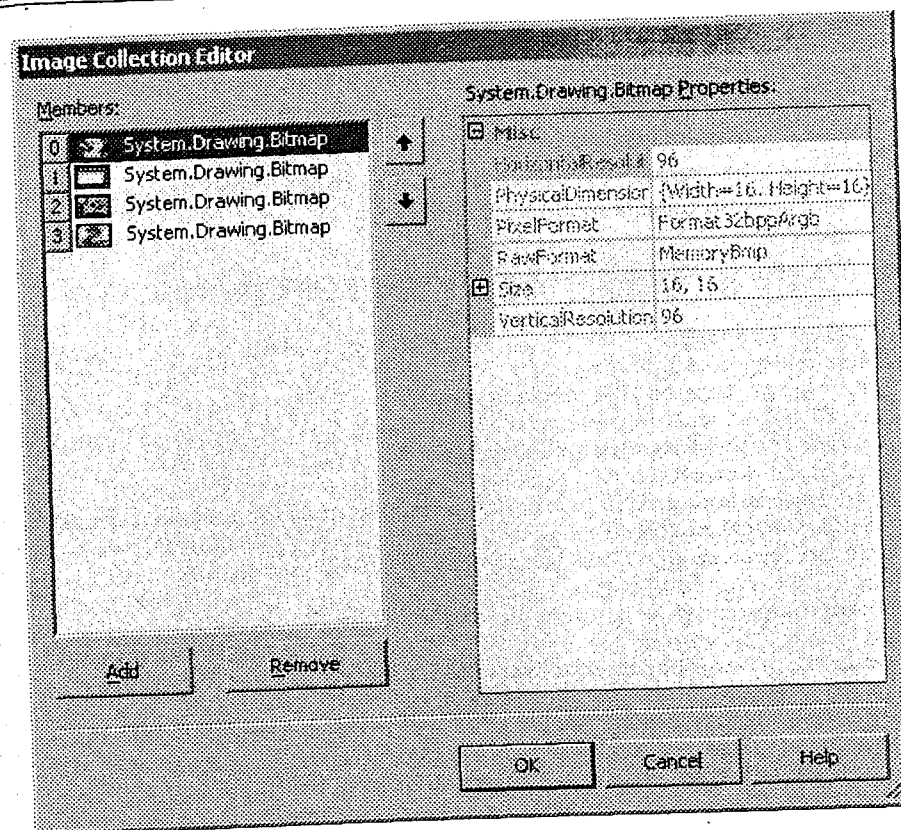 Image Collection Editor
Members:
0 System.Drawing.Bitmap
1 System.Drawing.Bitmap
2 System.Drawing.Bitmap
3 System.Drawing.Bitmap
Add
Remove
System.Drawing.Bitmap Properties:
Misc
HorizontalResolut 96
PhysicalDimension {Width=16, Height=16}
PixelFormat Format32bppArgb
RawFormat MemoryBmp
Size 16, 16
VerticalResolution 96
OK
Cancel
Help